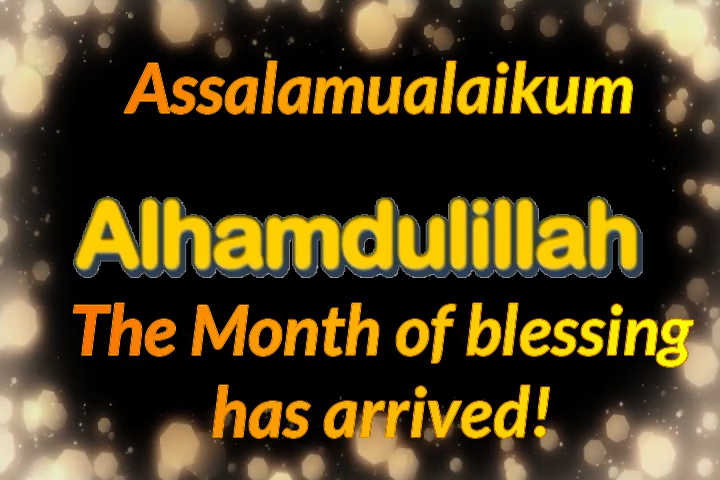 Assalamualaikum
Alhamdulillah
The Month of blessing
has arrived!